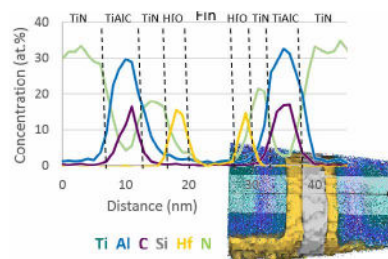 TiN TiAlC TiN HfO Fin HfO TiN TiAlC TiN
40
30
20
10
0
Concentration (at.%)
0 10 20 30 40
Distance (nm)
Ti Al C Si Hf N